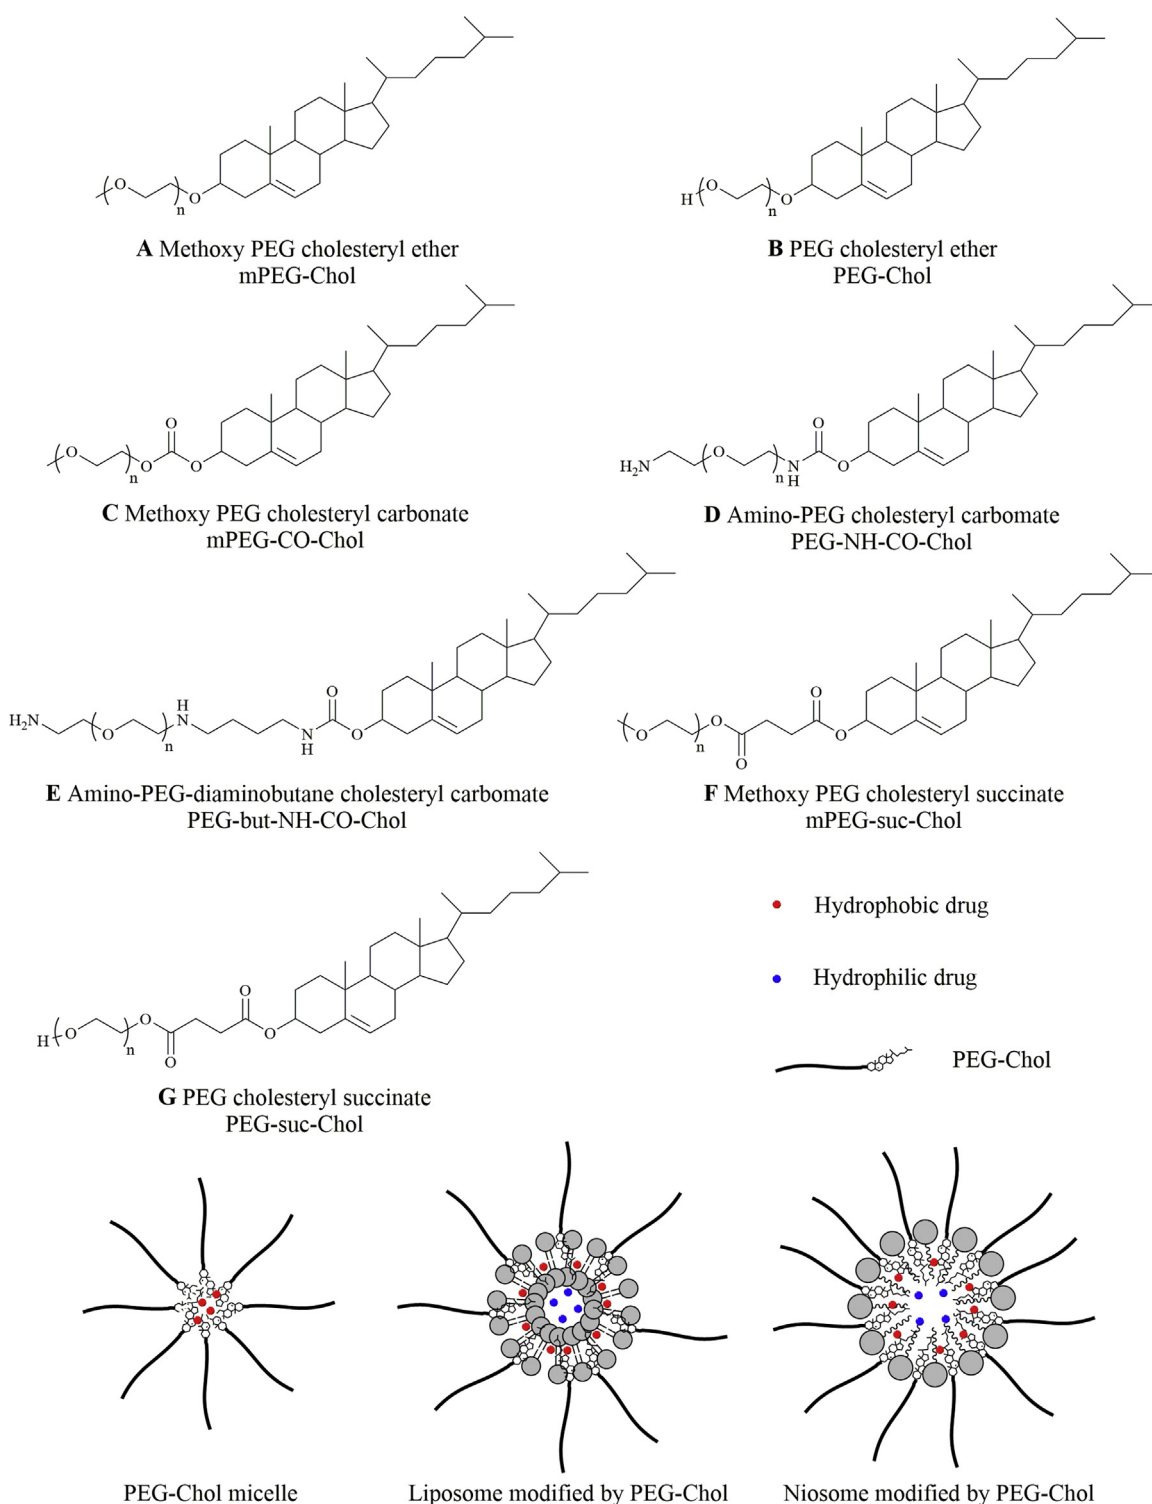 O
n
O
A Methoxy PEG cholesteryl ether
mPEG-Chol
H
O
n
O
B PEG cholesteryl ether
PEG-Chol
O
O
n
O
O
C Methoxy PEG cholesteryl carbonate
mPEG-CO-Chol
H₂N
O
n
N
H
O
O
D Amino-PEG cholesteryl carbomate
PEG-NH-CO-Chol
H₂N
O
n
H
N
N
H
O
O
E Amino-PEG-diaminobutane cholesteryl carbomate
PEG-but-NH-CO-Chol
O
n
O
O
O
O
F Methoxy PEG cholesteryl succinate
mPEG-suc-Chol
H
O
n
O
O
O
O
G PEG cholesteryl succinate
PEG-suc-Chol
Hydrophobic drug
Hydrophilic drug
PEG-Chol
PEG-Chol micelle
Liposome modified by PEG-Chol
Niosome modified by PEG-Chol